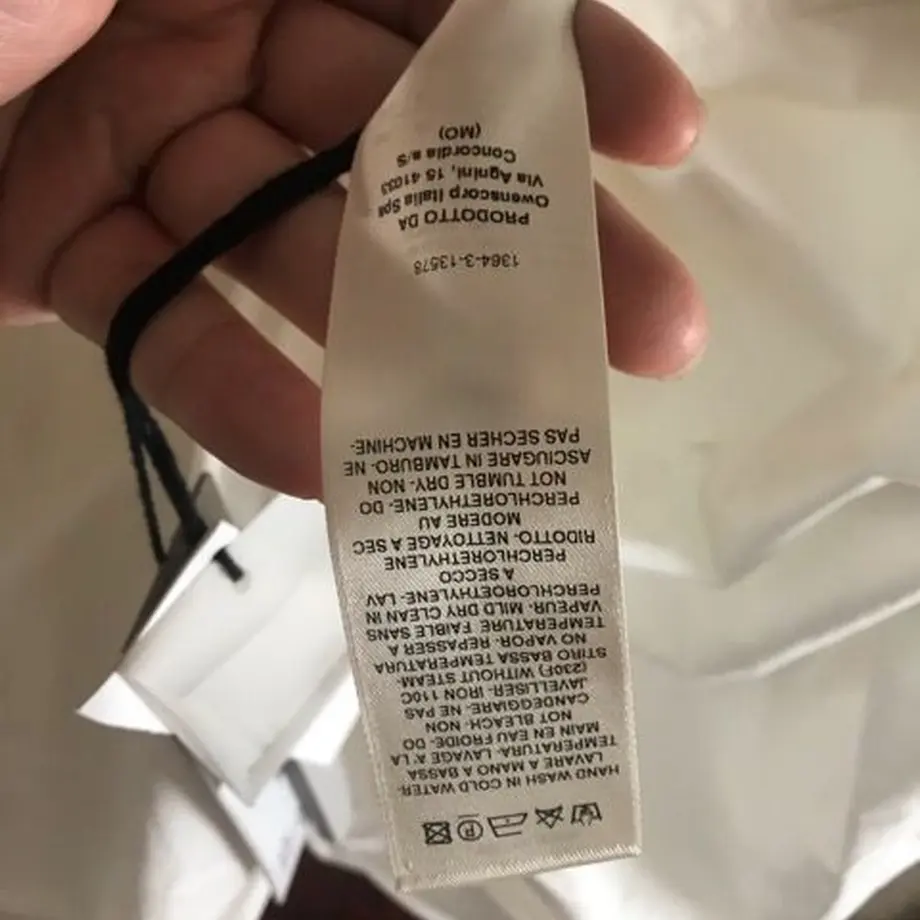 HAND WASH IN COLD WATER-
LAVARE A MANO A BASSA
TEMPERATURA- LAVAGE A' LA
MAIN EN EAU FROIDE- DO
NOT BLEACH- NON
CANDEGGIARE- NE PAS
JAVELLISER- IRON 110C
(230F) WITHOUT STEAM-
STIRO BASSA TEMPERATURA
NO VAPOR- REPASSER A
TEMPERATURE FAIBLE SANS
VAPEUR- MILD DRY CLEAN IN
PERCHLOROETHYLENE- LAV
A SECCO
PERCHLORETHYLENE
RIDOTTO- NETTOYAGE A SEC
MODERE AU
PERCHLORETHYLENE- DO
NOT TUMBLE DRY- NON
ASCIUGARE IN TAMBURO- NE
PAS SECHER EN MACHINE-
1364-3-13578
PRODOTTO DA
Owenscorp Italia Spa
Via Agnini, 15 41033
Concordia s/S
(MO)